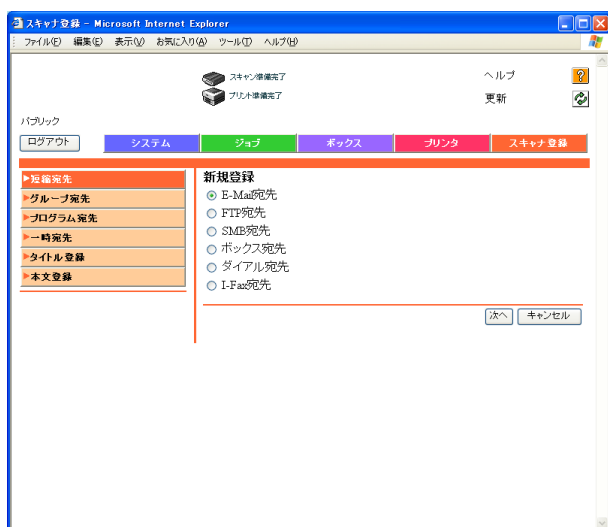 スキャナ登録 - Microsoft Internet Explorer
ファイル(F) 編集(E) 表示(V) お気に入り(A) ツール(T) ヘルプ(H)
スキャン準備完了
ヘルプ
プリント準備完了
更新
パブリック
ログアウト システム ジョブ ボックス プリンタ スキャナ登録
短縮宛先
グループ宛先
プログラム宛先
一時宛先
タイトル登録
本文登録
新規登録
E-Mail宛先
FTP宛先
SMB宛先
ボックス宛先
ダイアル宛先
I-Fax宛先
次へ キャンセル